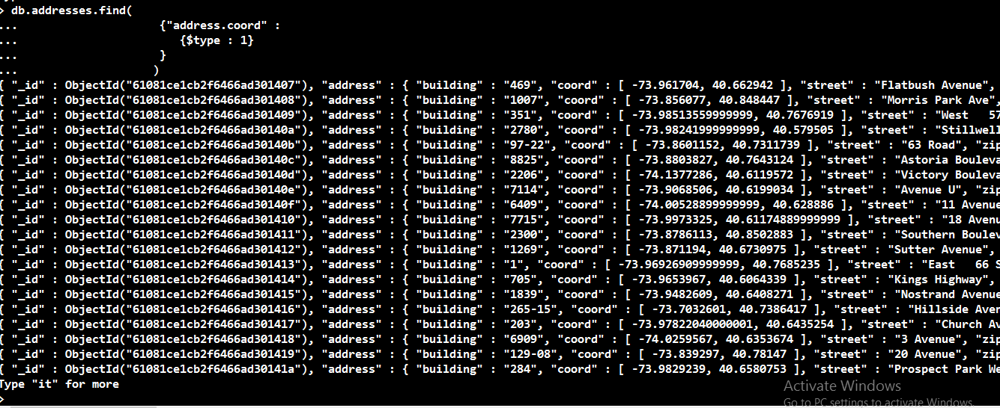 > db.addresses.find(
... {"address.coord" :
... {$type : 1}
... }
... )
{ "_id" : ObjectId("61081ce1cb2f6466ad301407"), "address" : { "building" : "469", "coord" : [ -73.961704, 40.662942 ], "street" : "Flatbush Avenue",
{ "_id" : ObjectId("61081ce1cb2f6466ad301408"), "address" : { "building" : "1007", "coord" : [ -73.856077, 40.848447 ], "street" : "Morris Park Ave",
{ "_id" : ObjectId("61081ce1cb2f6466ad301409"), "address" : { "building" : "351", "coord" : [ -73.98513559999999, 40.7676919 ], "street" : "West   57
{ "_id" : ObjectId("61081ce1cb2f6466ad30140a"), "address" : { "building" : "2780", "coord" : [ -73.98241999999999, 40.579505 ], "street" : "Stillwell
{ "_id" : ObjectId("61081ce1cb2f6466ad30140b"), "address" : { "building" : "97-22", "coord" : [ -73.8601152, 40.7311739 ], "street" : "63 Road", "zip
{ "_id" : ObjectId("61081ce1cb2f6466ad30140c"), "address" : { "building" : "8825", "coord" : [ -73.8803827, 40.7643124 ], "street" : "Astoria Bouleva
{ "_id" : ObjectId("61081ce1cb2f6466ad30140d"), "address" : { "building" : "2206", "coord" : [ -74.1377286, 40.6119572 ], "street" : "Victory Bouleva
{ "_id" : ObjectId("61081ce1cb2f6466ad30140e"), "address" : { "building" : "7114", "coord" : [ -73.9068506, 40.6199034 ], "street" : "Avenue U", "zip
{ "_id" : ObjectId("61081ce1cb2f6466ad30140f"), "address" : { "building" : "6409", "coord" : [ -74.00528899999999, 40.628886 ], "street" : "11 Avenue
{ "_id" : ObjectId("61081ce1cb2f6466ad301410"), "address" : { "building" : "7715", "coord" : [ -73.9973325, 40.61174889999999 ], "street" : "18 Avenu
{ "_id" : ObjectId("61081ce1cb2f6466ad301411"), "address" : { "building" : "2300", "coord" : [ -73.8786113, 40.8502883 ], "street" : "Southern Boulev
{ "_id" : ObjectId("61081ce1cb2f6466ad301412"), "address" : { "building" : "1269", "coord" : [ -73.871194, 40.6730975 ], "street" : "Sutter Avenue",
{ "_id" : ObjectId("61081ce1cb2f6466ad301413"), "address" : { "building" : "1", "coord" : [ -73.96926909999999, 40.7685235 ], "street" : "East   66 S
{ "_id" : ObjectId("61081ce1cb2f6466ad301414"), "address" : { "building" : "705", "coord" : [ -73.9653967, 40.6064339 ], "street" : "Kings Highway",
{ "_id" : ObjectId("61081ce1cb2f6466ad301415"), "address" : { "building" : "1839", "coord" : [ -73.9482609, 40.6408271 ], "street" : "Nostrand Avenue
{ "_id" : ObjectId("61081ce1cb2f6466ad301416"), "address" : { "building" : "265-15", "coord" : [ -73.7032601, 40.7386417 ], "street" : "Hillside Aven
{ "_id" : ObjectId("61081ce1cb2f6466ad301417"), "address" : { "building" : "203", "coord" : [ -73.97822040000001, 40.6435254 ], "street" : "Church Av
{ "_id" : ObjectId("61081ce1cb2f6466ad301418"), "address" : { "building" : "6909", "coord" : [ -74.0259567, 40.6353674 ], "street" : "3 Avenue", "zip
{ "_id" : ObjectId("61081ce1cb2f6466ad301419"), "address" : { "building" : "129-08", "coord" : [ -73.839297, 40.78147 ], "street" : "20 Avenue", "zip
{ "_id" : ObjectId("61081ce1cb2f6466ad30141a"), "address" : { "building" : "284", "coord" : [ -73.9829239, 40.6580753 ], "street" : "Prospect Park We
Type "it" for more
>
Activate Windows
Go to PC settings to activate Windows.